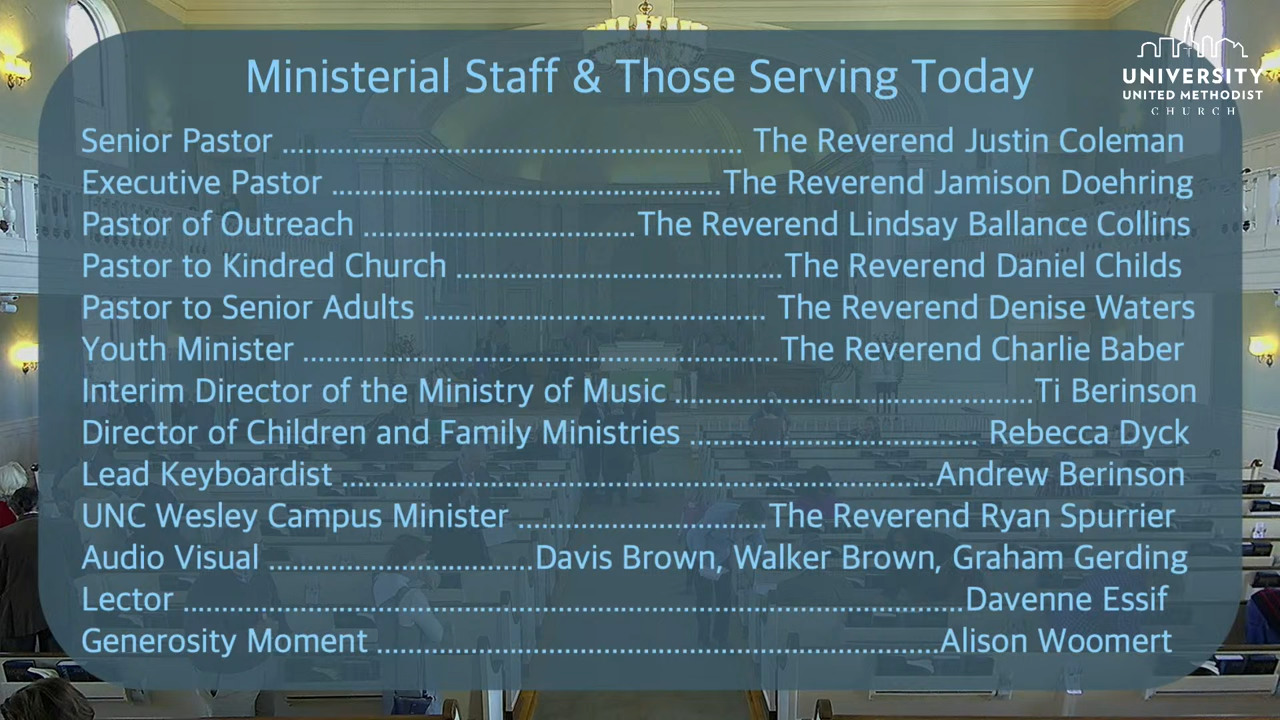 Ministerial Staff & Those Serving Today
UNIVERSITY
UNITED METHODIST
CHURCH
Senior Pastor ........................................................... The Reverend Justin Coleman
Executive Pastor ..................................................The Reverend Jamison Doehring
Pastor of Outreach ...................................The Reverend Lindsay Ballance Collins
Pastor to Kindred Church ..........................................The Reverend Daniel Childs
Pastor to Senior Adults ............................................ The Reverend Denise Waters
Youth Minister .............................................................The Reverend Charlie Baber
Interim Director of the Ministry of Music ..............................................Ti Berinson
Director of Children and Family Ministries ..................................... Rebecca Dyck
Lead Keyboardist ............................................................................Andrew Berinson
UNC Wesley Campus Minister ................................The Reverend Ryan Spurrier
Audio Visual ..................................Davis Brown, Walker Brown, Graham Gerding
Lector ....................................................................................................Davenne Essif
Generosity Moment ........................................................................Alison Woomert